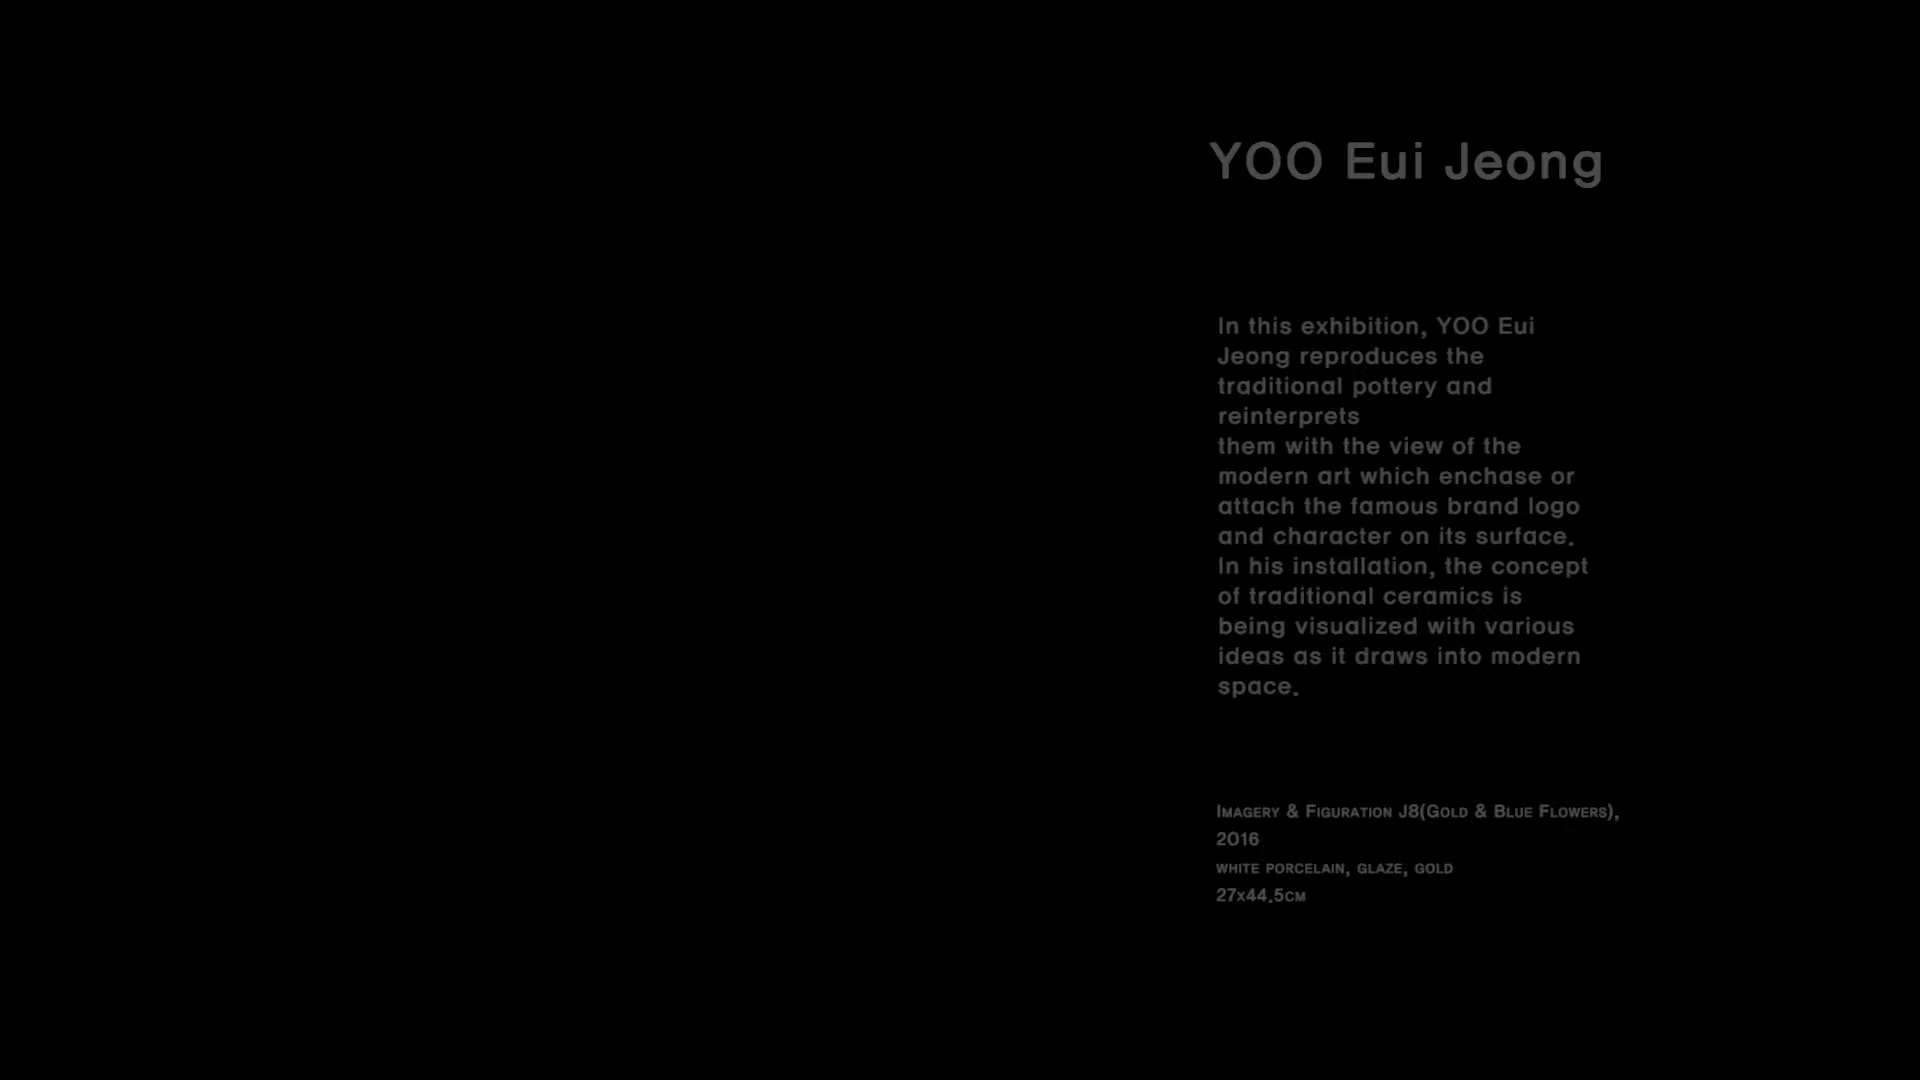 YOO Eui Jeong
In this exhibition, YOO Eui
Jeong reproduces the
traditional pottery and
reinterprets
them with the view of the
modern art which enchase or
attach the famous brand logo
and character on its surface.
In his installation, the concept
of traditional ceramics is
being visualized with various
ideas as it draws into modern
space.
Imagery & Figuration J8(Gold & Blue Flowers),
2016
white porcelain, glaze, gold
27x44.5cm